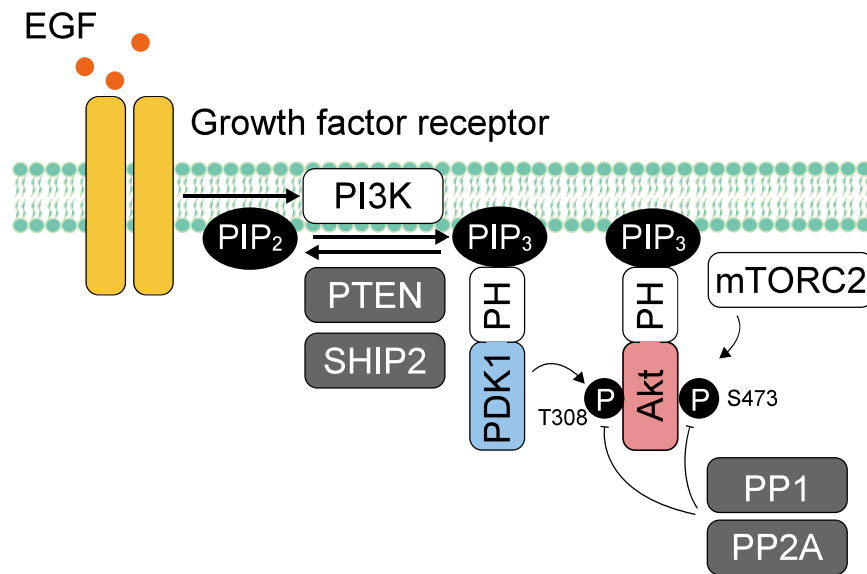 EGF
Growth factor receptor
PI3K
PIP₂
PIP₃
PIP₃
PTEN
SHIP2
PH
PDK1
PH
Akt
mTORC2
T308
P
P
S473
PP1
PP2A